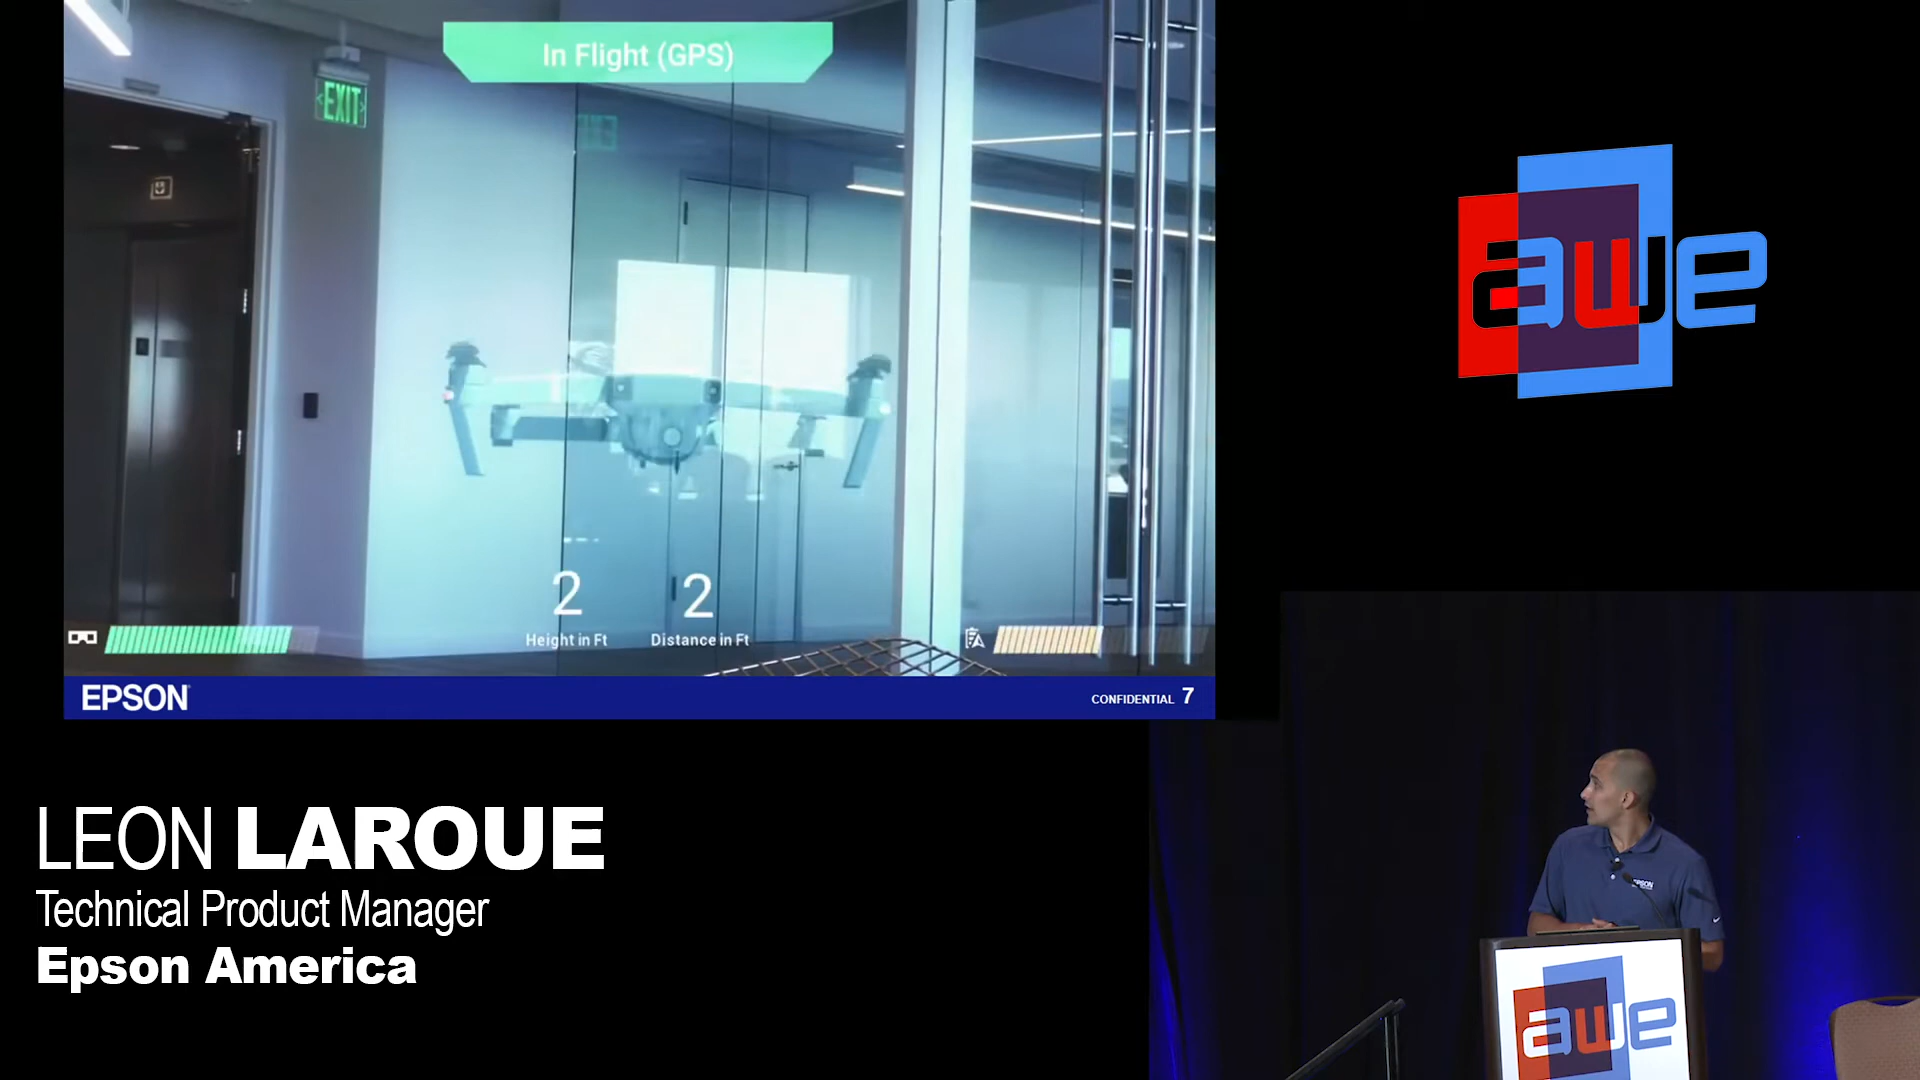 In Flight (GPS)
EXIT
2
2
Height in Ft
Distance in Ft
EPSON
CONFIDENTIAL 7
awe
LEON LAROUE
Technical Product Manager
Epson America
EPSON
awe